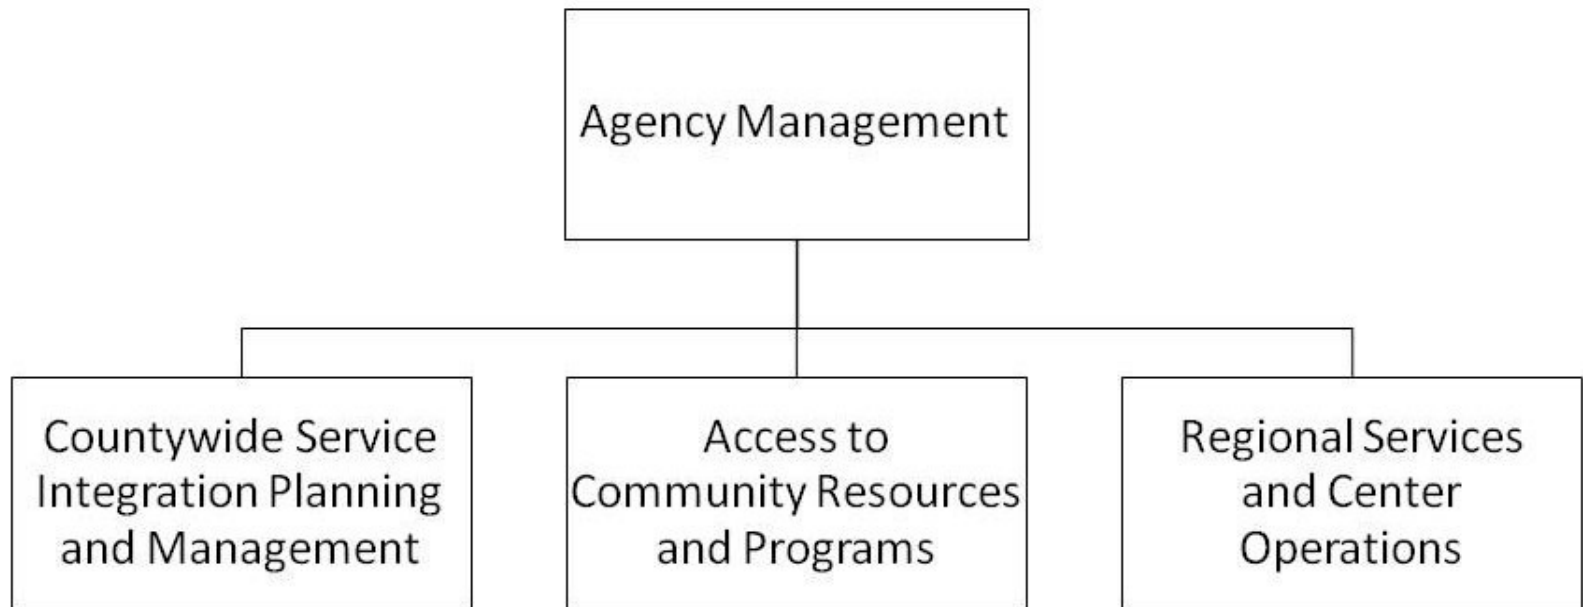 Agency Management
Countywide Service
Integration Planning
and Management
Access to
Community Resources
and Programs
Regional Services
and Center
Operations